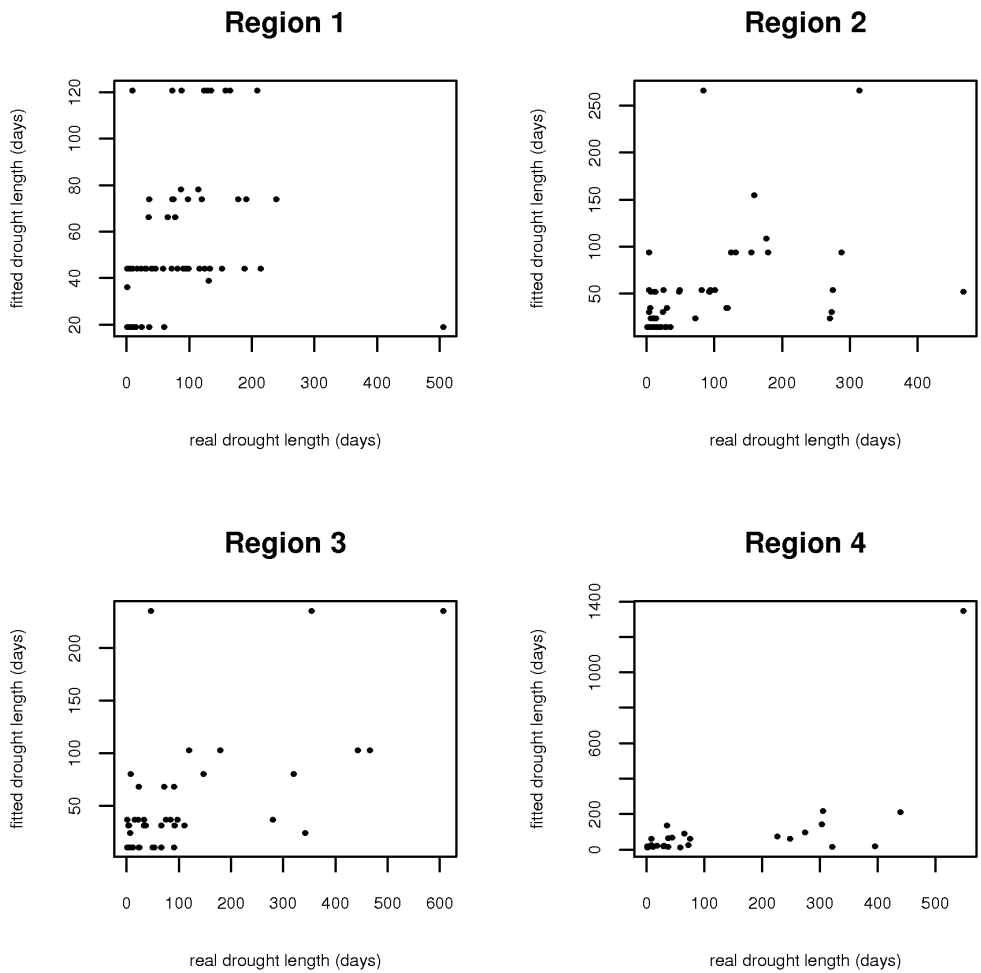 Region 1
fitted drought length (days)
20 40 60 80 100 120
0 100 200 300 400 500
real drought length (days)
Region 2
fitted drought length (days)
50 100 150 200 250
0 100 200 300 400
real drought length (days)
Region 3
fitted drought length (days)
50 100 150 200
0 100 200 300 400 500 600
real drought length (days)
Region 4
fitted drought length (days)
0 200 600 1000 1400
0 100 200 300 400 500
real drought length (days)